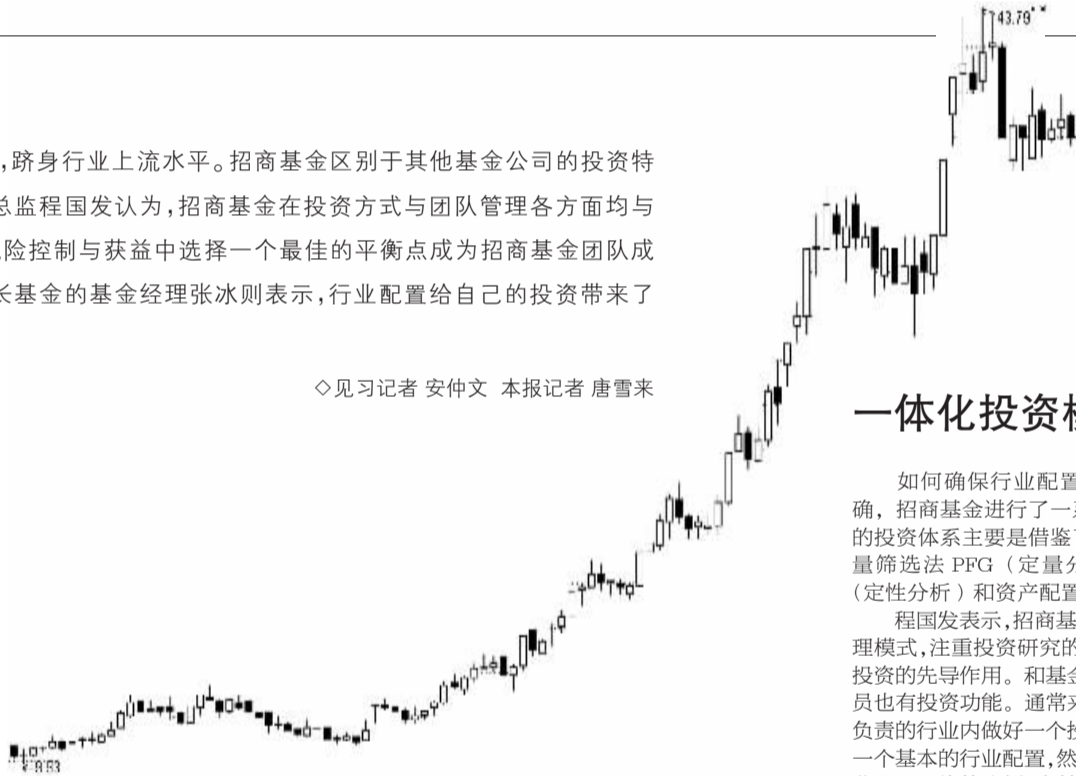 43.79
，跻身行业上流水平。招商基金区别于其他基金公司的投资特
总监程国发认为，招商基金在投资方式与团队管理各方面均与
险控制与获益中选择一个最佳的平衡点成为招商基金团队成
长基金的基金经理张冰则表示，行业配置给自己的投资带来了
◇见习记者 安仲文 本报记者 唐雪来
一体化投资
如何确保行业配置
确，招商基金进行了一
的投资体系主要是借鉴
量筛选法 PFG（定量分
（定性分析）和资产配置
程国发表示，招商基
理模式，注重投资研究的
投资的先导作用。和基金
员也有投资功能。通常来
负责的行业内做好一个投
一个基本的行业配置，然